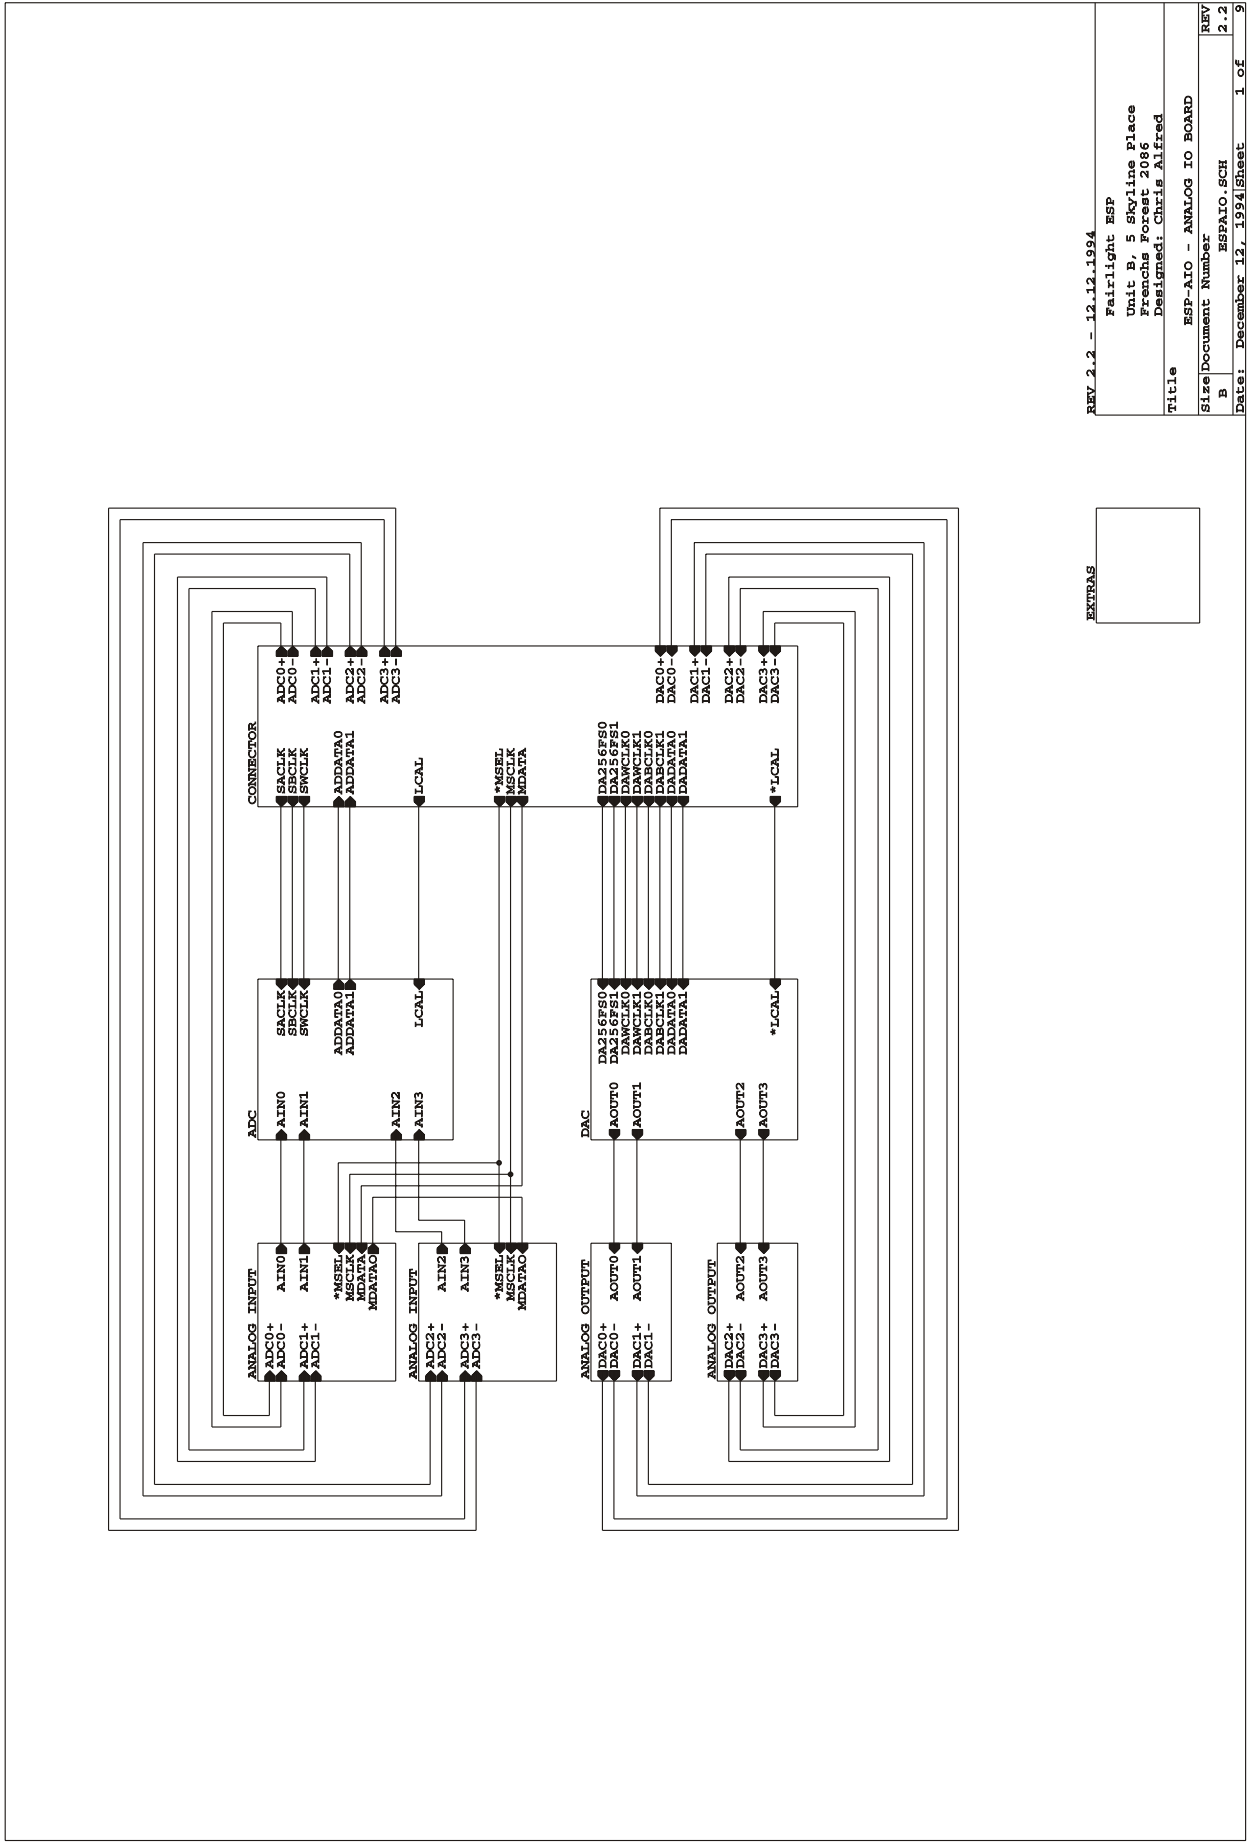 ANALOG INPUT
ADC0+
ADC0-
ADC1+
ADC1-
AIN0
AIN1
*MSEL
MSCLK
MDATA
MDATAO
ANALOG INPUT
ADC2+
ADC2-
ADC3+
ADC3-
AIN2
AIN3
*MSEL
MSCLK
MDATAO
ANALOG OUTPUT
DAC0+
DAC0-
DAC1+
DAC1-
AOUT0
AOUT1
ANALOG OUTPUT
DAC2+
DAC2-
DAC3+
DAC3-
AOUT2
AOUT3
ADC
AIN0
AIN1
AIN2
AIN3
SACLK
SBCLK
SWCLK
ADDATA0
ADDATA1
LCAL
DAC
AOUT0
AOUT1
AOUT2
AOUT3
DA256FS0
DA256FS1
DAWCLK0
DAWCLK1
DABCLK0
DABCLK1
DADATA0
DADATA1
*LCAL
CONNECTOR
SACLK
SBCLK
SWCLK
ADDATA0
ADDATA1
LCAL
*MSEL
MSCLK
MDATA
DA256FS0
DA256FS1
DAWCLK0
DAWCLK1
DABCLK0
DABCLK1
DADATA0
DADATA1
*LCAL
ADC0+
ADC0-
ADC1+
ADC1-
ADC2+
ADC2-
ADC3+
ADC3-
DAC0+
DAC0-
DAC1+
DAC1-
DAC2+
DAC2-
DAC3+
DAC3-
EXTRAS
REV 2.2 - 12.12.1994
Fairlight ESP
Unit B, 5 Skyline Place
Frenchs Forest 2086
Designed: Chris Alfred
Title
ESP-AIO - ANALOG IO BOARD
Size Document Number REV
B ESPAIO.SCH 2.2
Date: December 12, 1994 Sheet 1 of 9